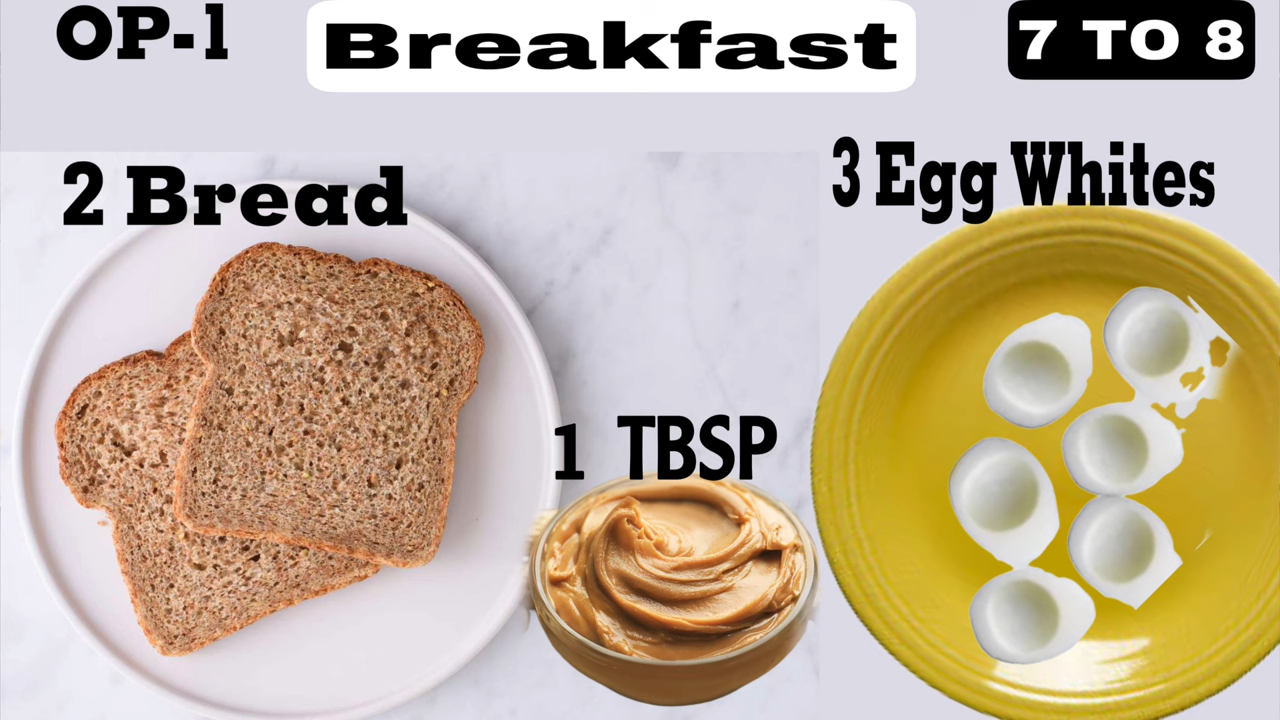 OP-1
Breakfast
7 TO 8
2 Bread
3 Egg Whites
1 TBSP